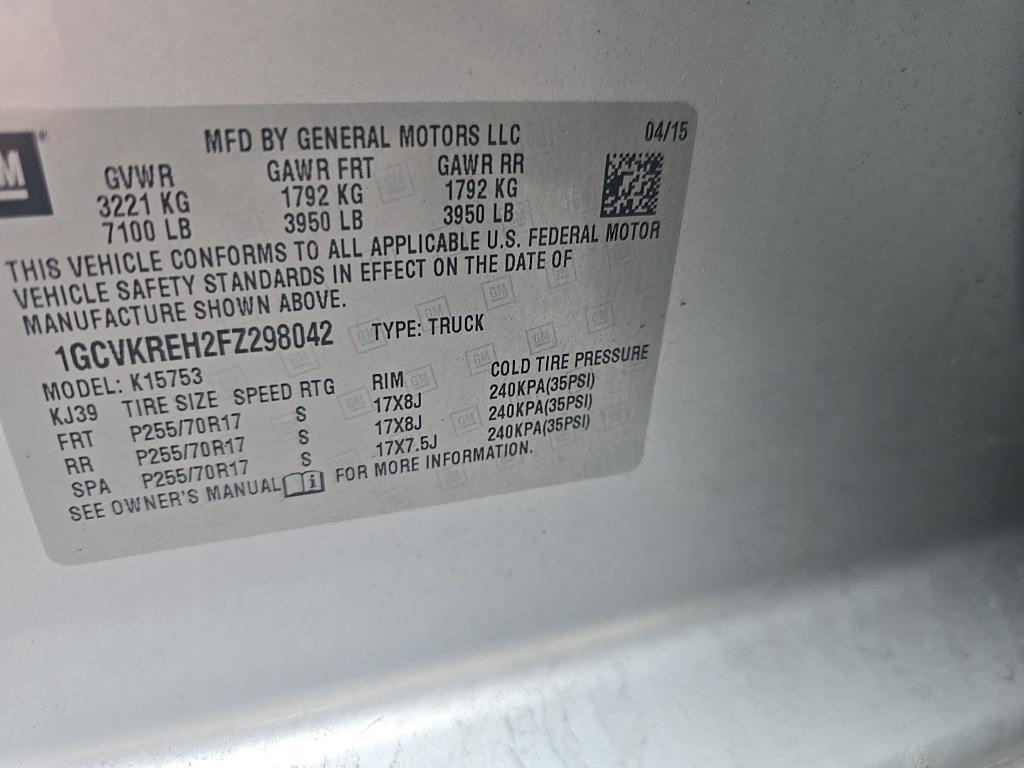 GM ®
MFD BY GENERAL MOTORS LLC 04/15
GVWR GAWR FRT GAWR RR
3221 KG 1792 KG 1792 KG
7100 LB 3950 LB 3950 LB
THIS VEHICLE CONFORMS TO ALL APPLICABLE U.S. FEDERAL MOTOR
VEHICLE SAFETY STANDARDS IN EFFECT ON THE DATE OF
MANUFACTURE SHOWN ABOVE.
1GCVKREH2FZ298042 TYPE: TRUCK
MODEL: K15753
KJ39 TIRE SIZE SPEED RTG RIM COLD TIRE PRESSURE
FRT P255/70R17 S 17X8J 240KPA(35PSI)
RR P255/70R17 S 17X8J 240KPA(35PSI)
SPA P255/70R17 S 17X7.5J 240KPA(35PSI)
SEE OWNER'S MANUAL i FOR MORE INFORMATION.